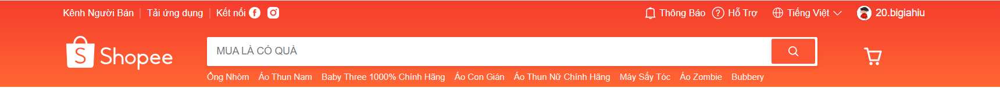 Kênh Người Bán | Tải ứng dụng | Kết nối Thông Báo Hỗ Trợ Tiếng Việt 20.bigiahiu
Shopee MUA LÀ CÓ QUÀ
Ống Nhòm Áo Thun Nam Baby Three 1000% Chính Hãng Áo Con Gián Áo Thun Nữ Chính Hãng Máy Sấy Tóc Áo Zombie Bubbery